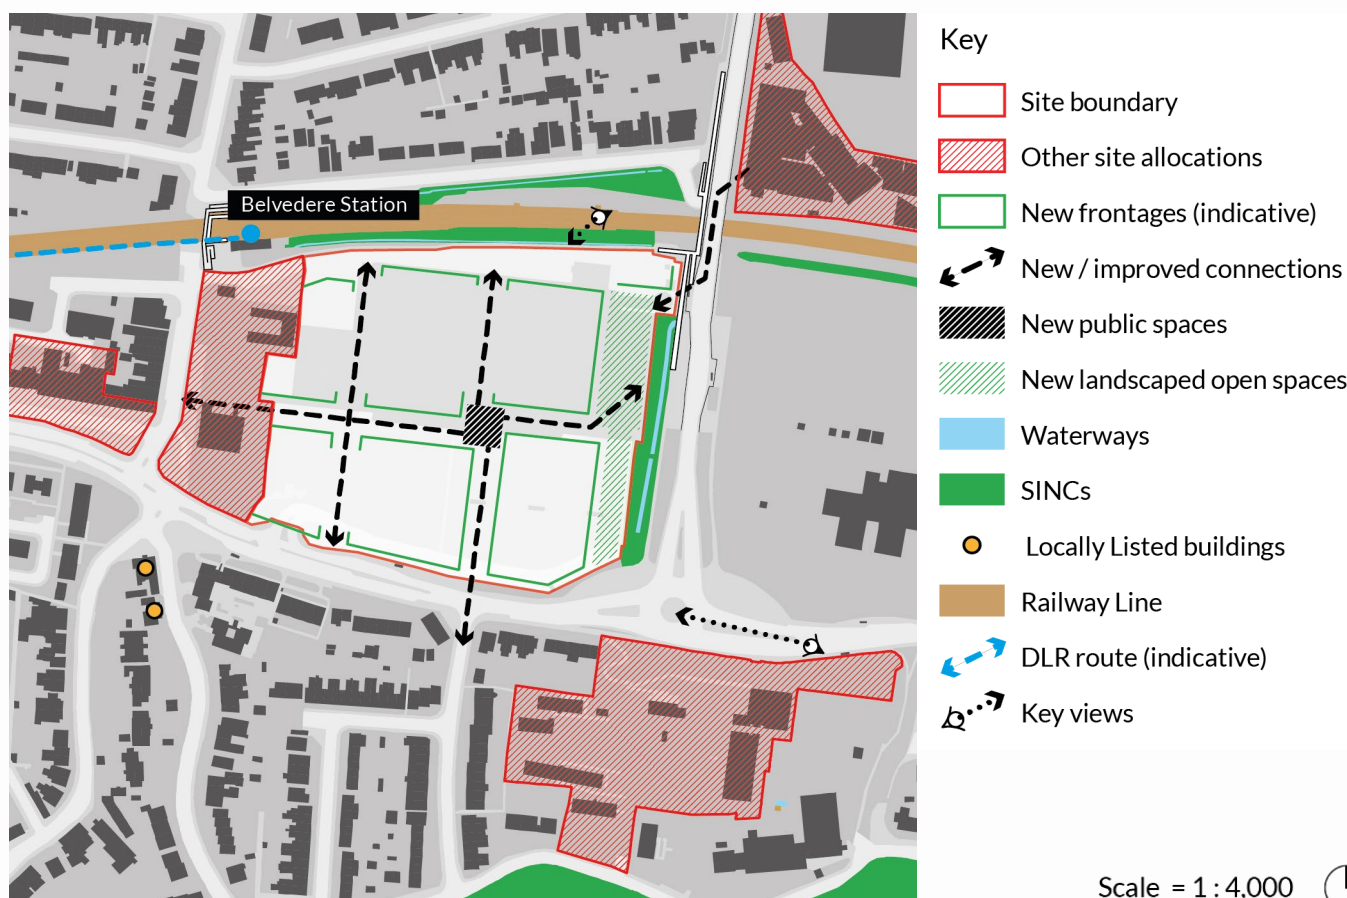 Belvedere Station
Key
Site boundary
Other site allocations
New frontages (indicative)
New / improved connections
New public spaces
New landscaped open spaces
Waterways
SINCs
Locally Listed buildings
Railway Line
DLR route (indicative)
Key views
Scale = 1 : 4,000